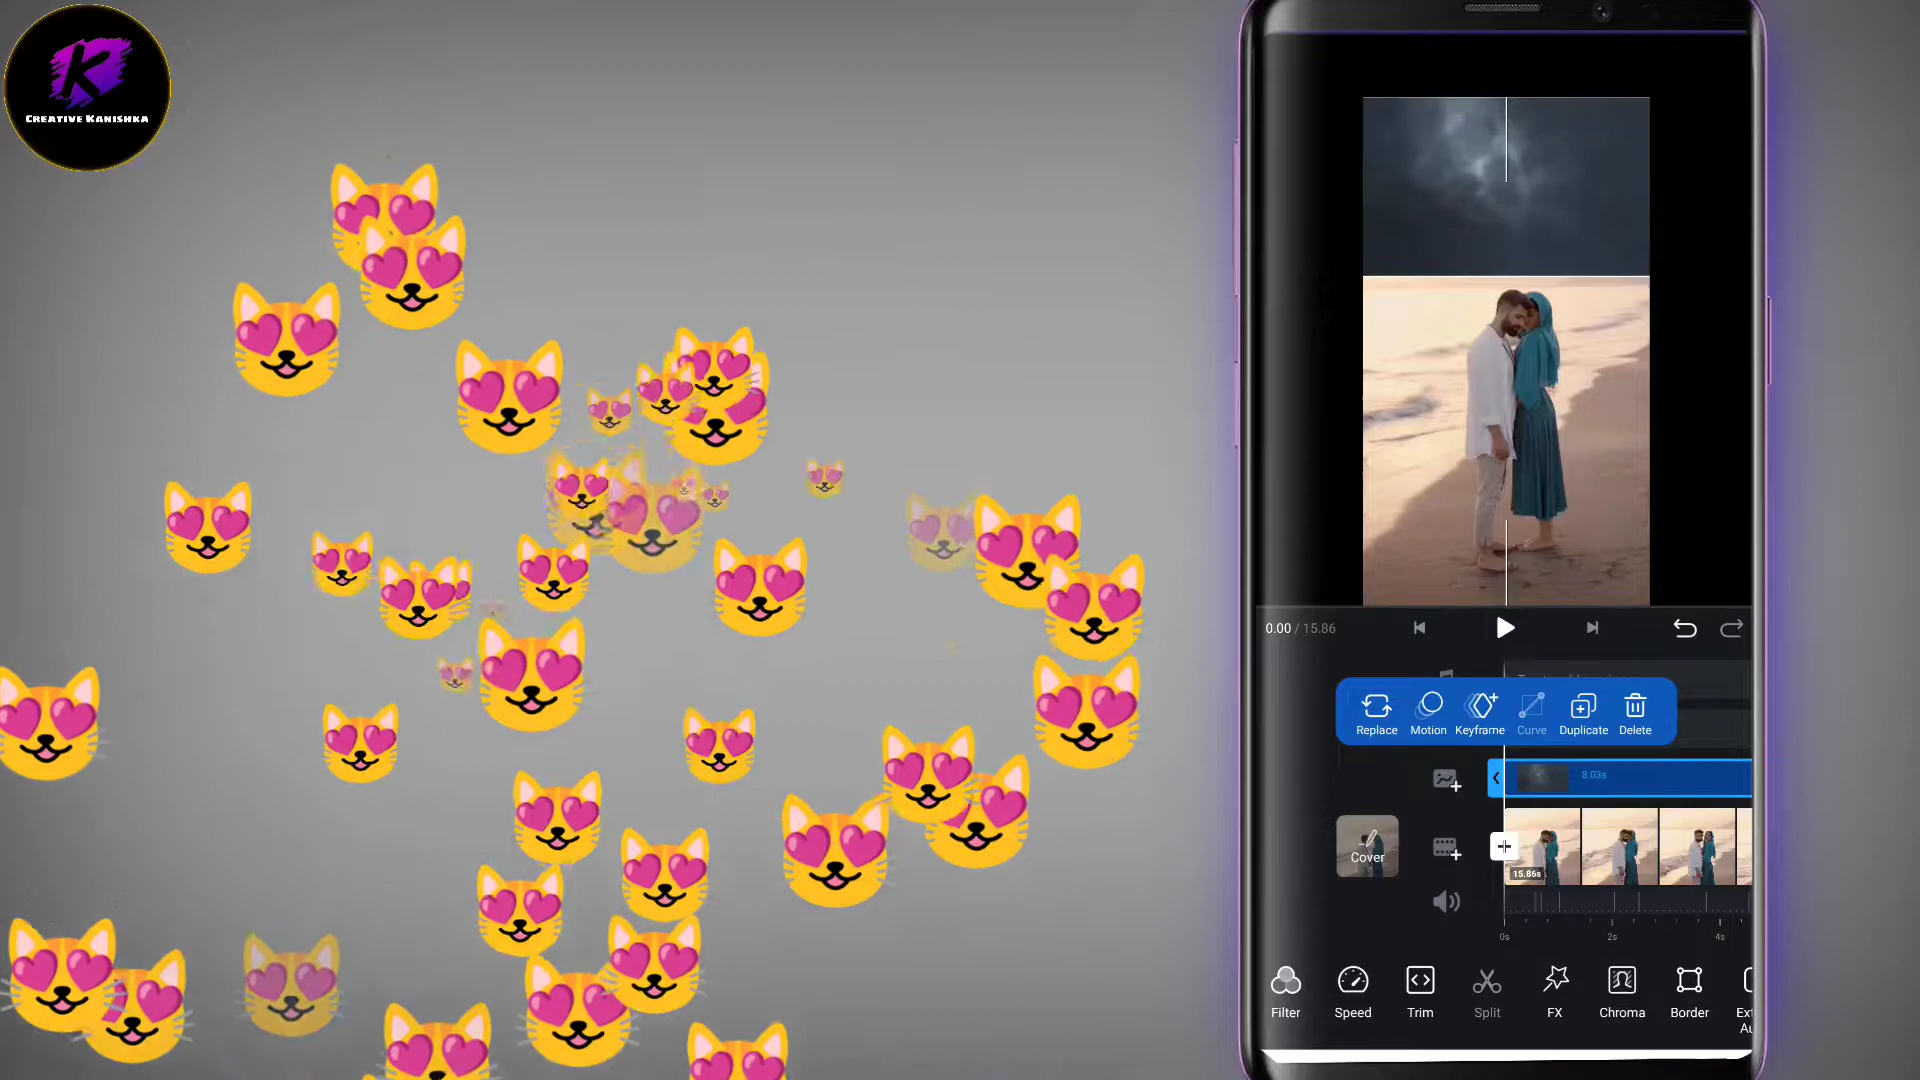 K
CREATIVE KANISHKA
0.00 / 15.86
Replace
Motion
Keyframe
Curve
Duplicate
Delete
8.03s
Cover
15.86s
0s
2s
4s
Filter
Speed
Trim
Split
FX
Chroma
Border